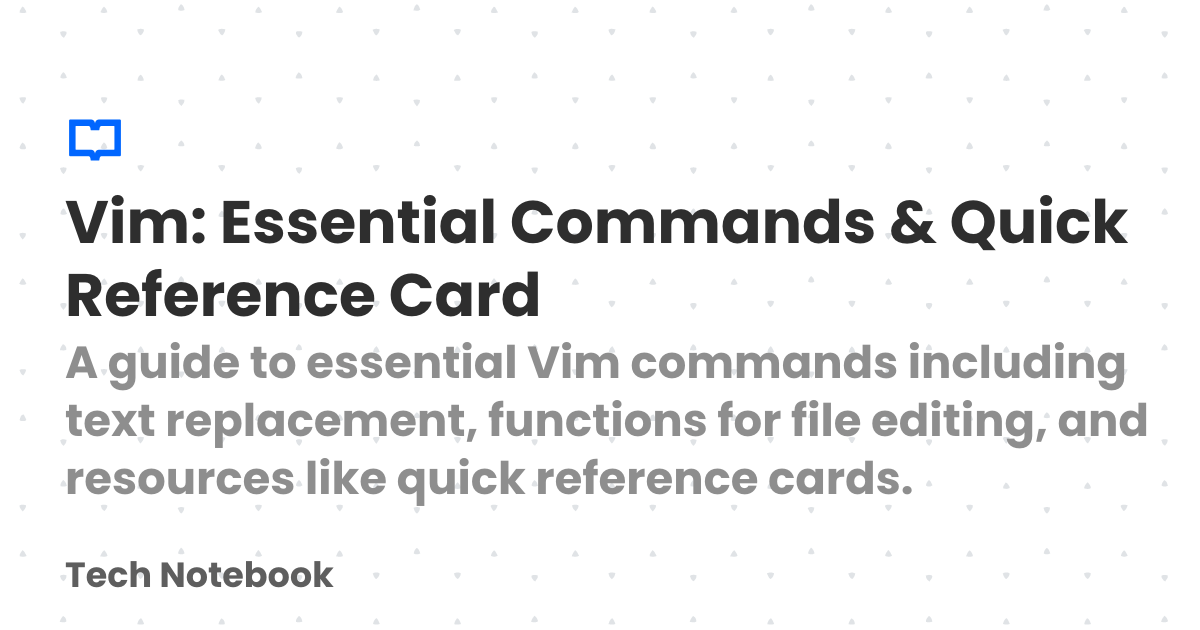 Vim: Essential Commands & Quick
Reference Card
A guide to essential Vim commands including
text replacement, functions for file editing, and
resources like quick reference cards.
Tech Notebook